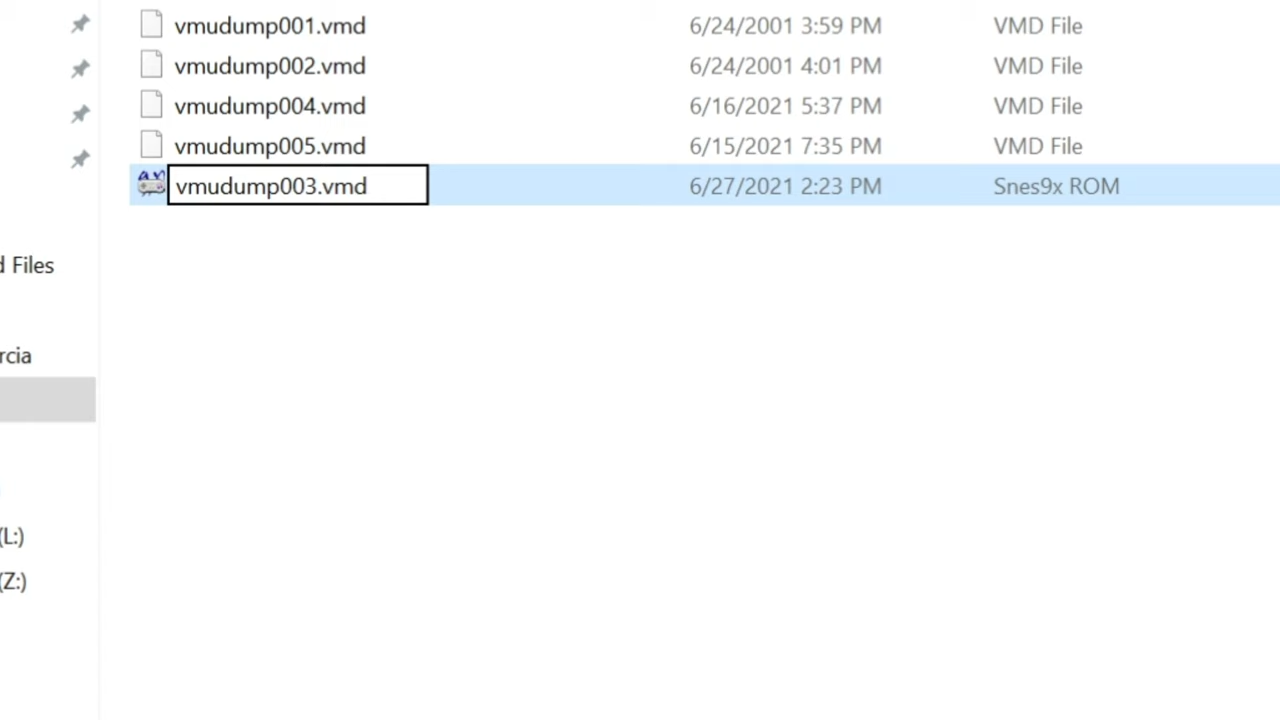 vmudump001.vmd 6/24/2001 3:59 PM VMD File
vmudump002.vmd 6/24/2001 4:01 PM VMD File
vmudump004.vmd 6/16/2021 5:37 PM VMD File
vmudump005.vmd 6/15/2021 7:35 PM VMD File
vmudump003.vmd 6/27/2021 2:23 PM Snes9x ROM
d Files
rcia
(L:)
(Z:)